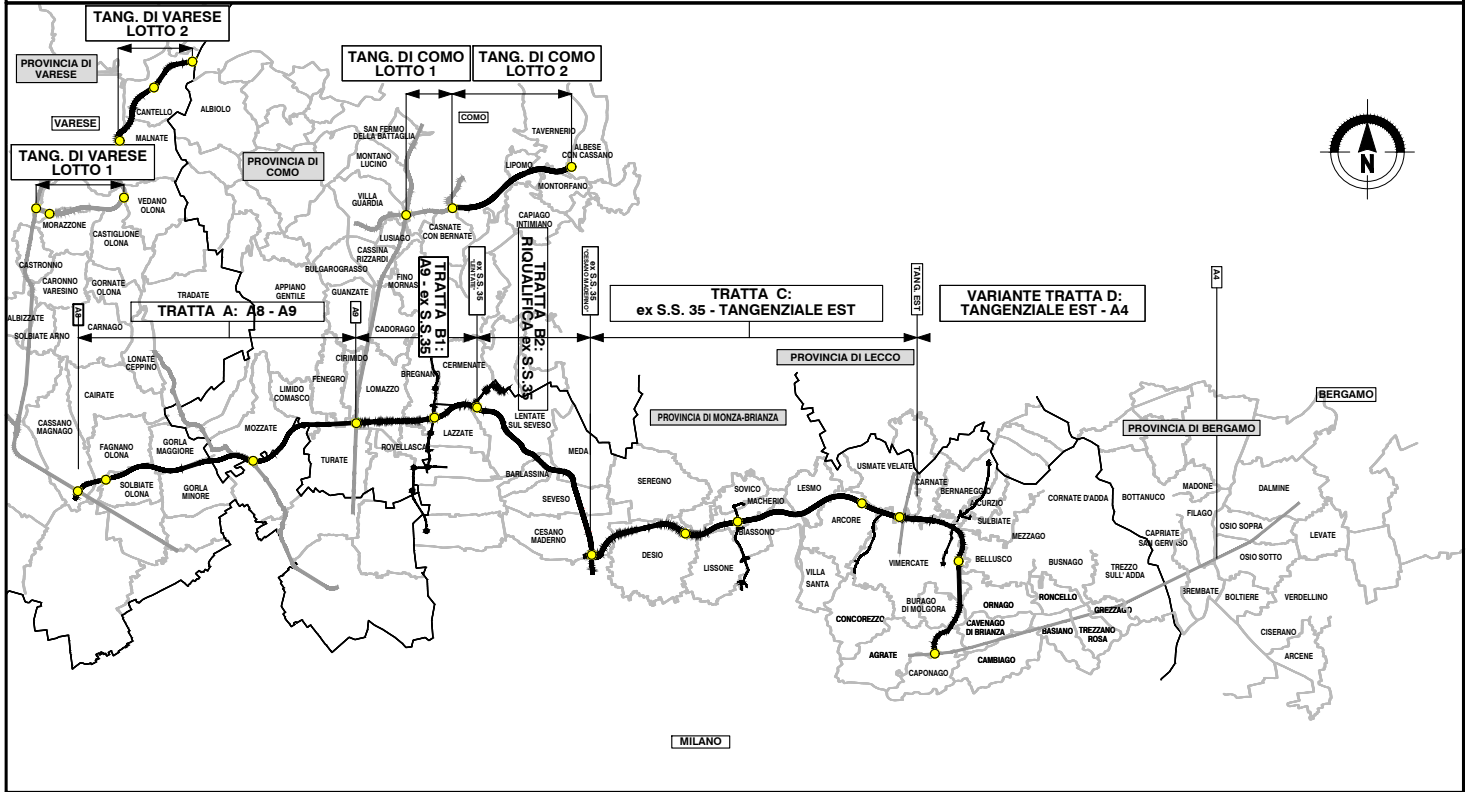 TANG. DI VARESE
LOTTO 2
PROVINCIA DI
VARESE
CANTELLO
ALBIOLO
VARESE
MALNATE
TANG. DI VARESE
LOTTO 1
VEDANO
OLONA
MORAZZONE
CASTIGLIONE
OLONA
TANG. DI COMO
LOTTO 1
TANG. DI COMO
LOTTO 2
COMO
SAN FERMO
DELLA BATTAGLIA
TAVERNERIO
ALBESE
CON CASSANO
PROVINCIA DI
COMO
MONTANO
LUCINO
LIPOMO
MONTORFANO
VILLA
GUARDIA
CAPIAGO
INTIMIANO
CASNATE
CON BERNATE
LUSIAGO
CASSINA
RIZZARDI
BULGAROGRASSO
FINO
MORNAS
N
CASTRONNO
CARONNO
VARESINO
GORNATE
OLONA
TRADATE
APPIANO
GENTILE
GUANZATE
ALBIZZATE
SOLBIATE ARNO
CARNAGO
A8
TRATTA A: A8 - A9
A9
CADORAGO
TRATTA B1:
A9 - ex S.S.35
ex S.S. 35
"LENTATE"
TRATTA B2:
RIQUALIFICA ex S.S.35
ex S.S. 35
"CESANO MADERNO"
TRATTA C:
ex S.S. 35 - TANGENZIALE EST
TANG. EST
VARIANTE TRATTA D:
TANGENZIALE EST - A4
A4
LONATE
CEPPINO
CIRIMIDO
FENEGRO
BREGNANO
CERMENATE
PROVINCIA DI LECCO
CAIRATE
LIMIDO
COMASCO
LOMAZZO
BERGAMO
CASSANO
MAGNAGO
FAGNANO
OLONA
GORLA
MAGGIORE
MOZZATE
LAZZATE
LENTATE
SUL SEVESO
PROVINCIA DI MONZA-BRIANZA
PROVINCIA DI BERGAMO
ROVELLASCA
TURATE
MEDA
BARLASSINA
SOLBIATE
OLONA
GORLA
MINORE
SEVESO
CESANO
MADERNO
SEREGNO
SOVICO
MACHERIO
LESMO
USMATE VELATE
CARNATE
BERNAREGGIO
AICURZIO
SULBIATE
MEZZAGO
CORNATE D'ADDA
BOTTANUCO
MADONE
FILAGO
DALMINE
OSIO SOPRA
LEVATE
DESIO
BIASSONO
ARCORE
LISSONE
VILLA
SANTA
VIMERCATE
BELLUSCO
BUSNAGO
TREZZO
SULL' ADDA
CAPRIATE
SAN GERVASO
OSIO SOTTO
BREMBATE
BOLTIERE
VERDELLINO
CONCOREZZO
BURAGO
DI MOLGORA
ORNAGO
RONCELLO
GREZZAGO
CAVENAGO
DI BRIANZA
BASIANO
TREZZANO
ROSA
CISERANO
ARCENE
AGRATE
CAMBIAGO
CAPONAGO
MILANO